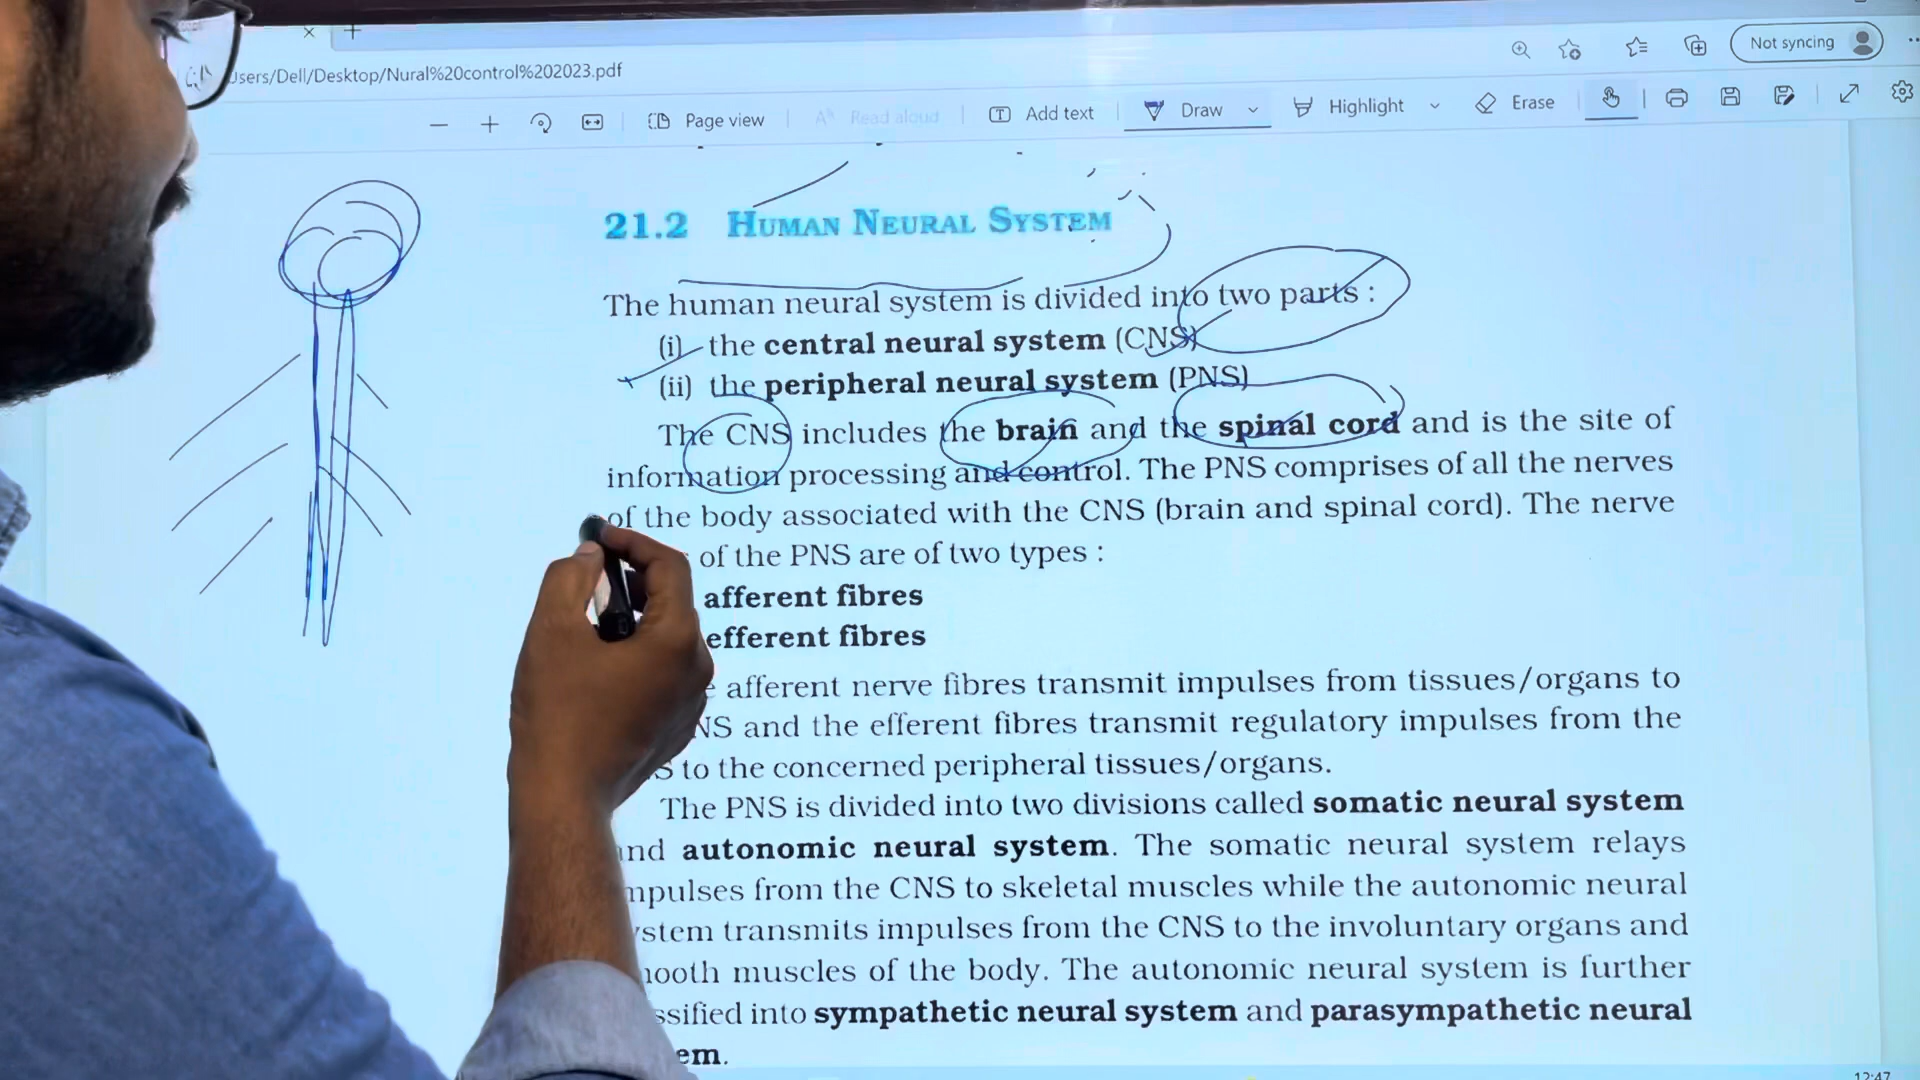 Users/Dell/Desktop/Nural%20control%202023.pdf
Not syncing
Page view
Read aloud
Add text
Draw
Highlight
Erase
21.2 HUMAN NEURAL SYSTEM
The human neural system is divided into two parts :
(i) the central neural system (CNS)
(ii) the peripheral neural system (PNS)
The CNS includes the brain and the spinal cord and is the site of
information processing and control. The PNS comprises of all the nerves
of the body associated with the CNS (brain and spinal cord). The nerve
of the PNS are of two types :
afferent fibres
efferent fibres
afferent nerve fibres transmit impulses from tissues/organs to
NS and the efferent fibres transmit regulatory impulses from the
S to the concerned peripheral tissues/organs.
The PNS is divided into two divisions called somatic neural system
and autonomic neural system. The somatic neural system relays
mpulses from the CNS to skeletal muscles while the autonomic neural
ystem transmits impulses from the CNS to the involuntary organs and
ooth muscles of the body. The autonomic neural system is further
ssified into sympathetic neural system and parasympathetic neural
em.
12:47